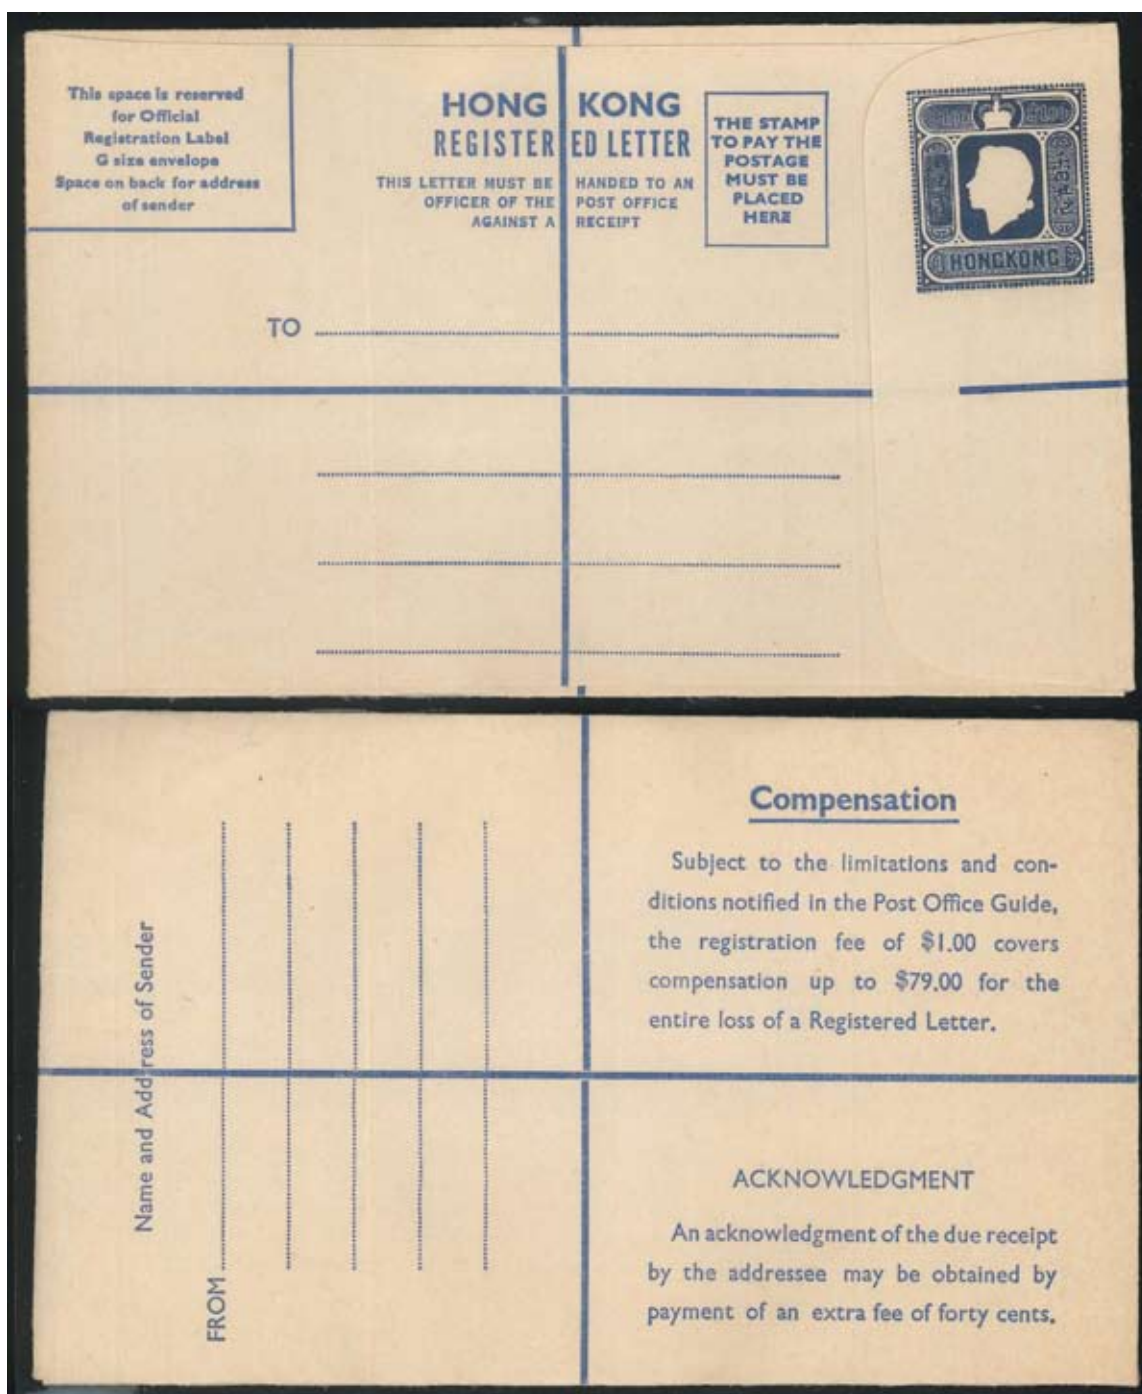 This space is reserved
for Official
Registration Label
G size envelope
Space on back for address
of sender
HONG KONG
REGISTERED LETTER
THIS LETTER MUST BE HANDED TO AN
OFFICER OF THE POST OFFICE
AGAINST A RECEIPT
THE STAMP
TO PAY THE
POSTAGE
MUST BE
PLACED
HERE
HONGKONG
TO
Name and Address of Sender
FROM
Compensation
Subject to the limitations and con-
ditions notified in the Post Office Guide,
the registration fee of $1.00 covers
compensation up to $79.00 for the
entire loss of a Registered Letter.
ACKNOWLEDGMENT
An acknowledgment of the due receipt
by the addressee may be obtained by
payment of an extra fee of forty cents.